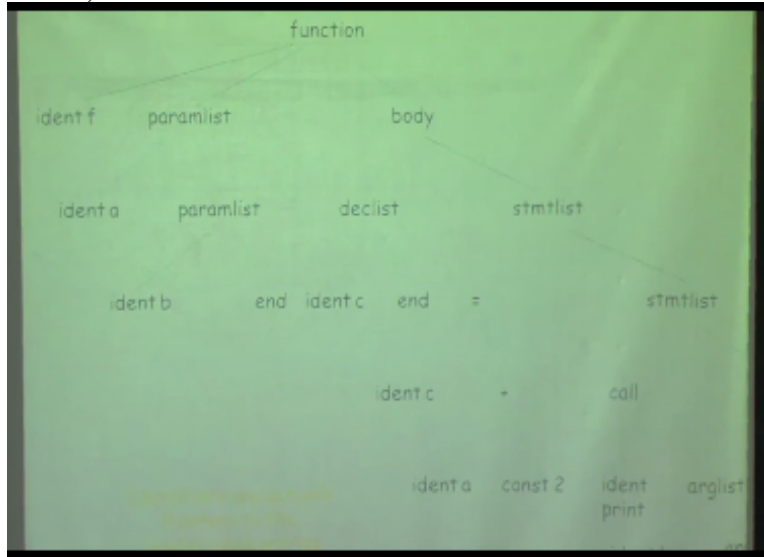 function
ident f paramlist body
ident a paramlist declist stmtlist
ident b end ident c end = stmtlist
ident c + call
ident a const 2 ident arglist
print